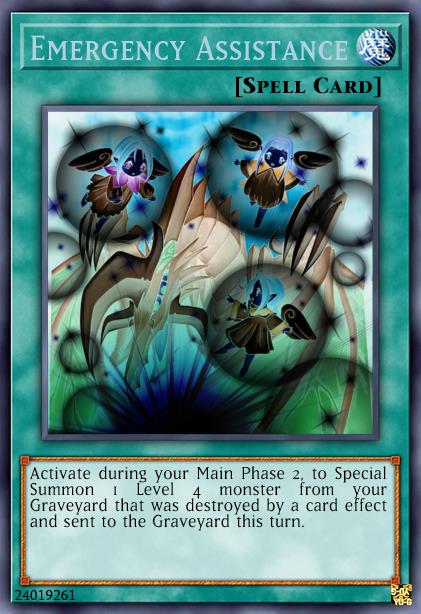 EMERGENCY ASSISTANCE
[SPELL CARD]
Activate during your Main Phase 2, to Special
Summon 1 Level 4 monster from your
Graveyard that was destroyed by a card effect
and sent to the Graveyard this turn.
24019261